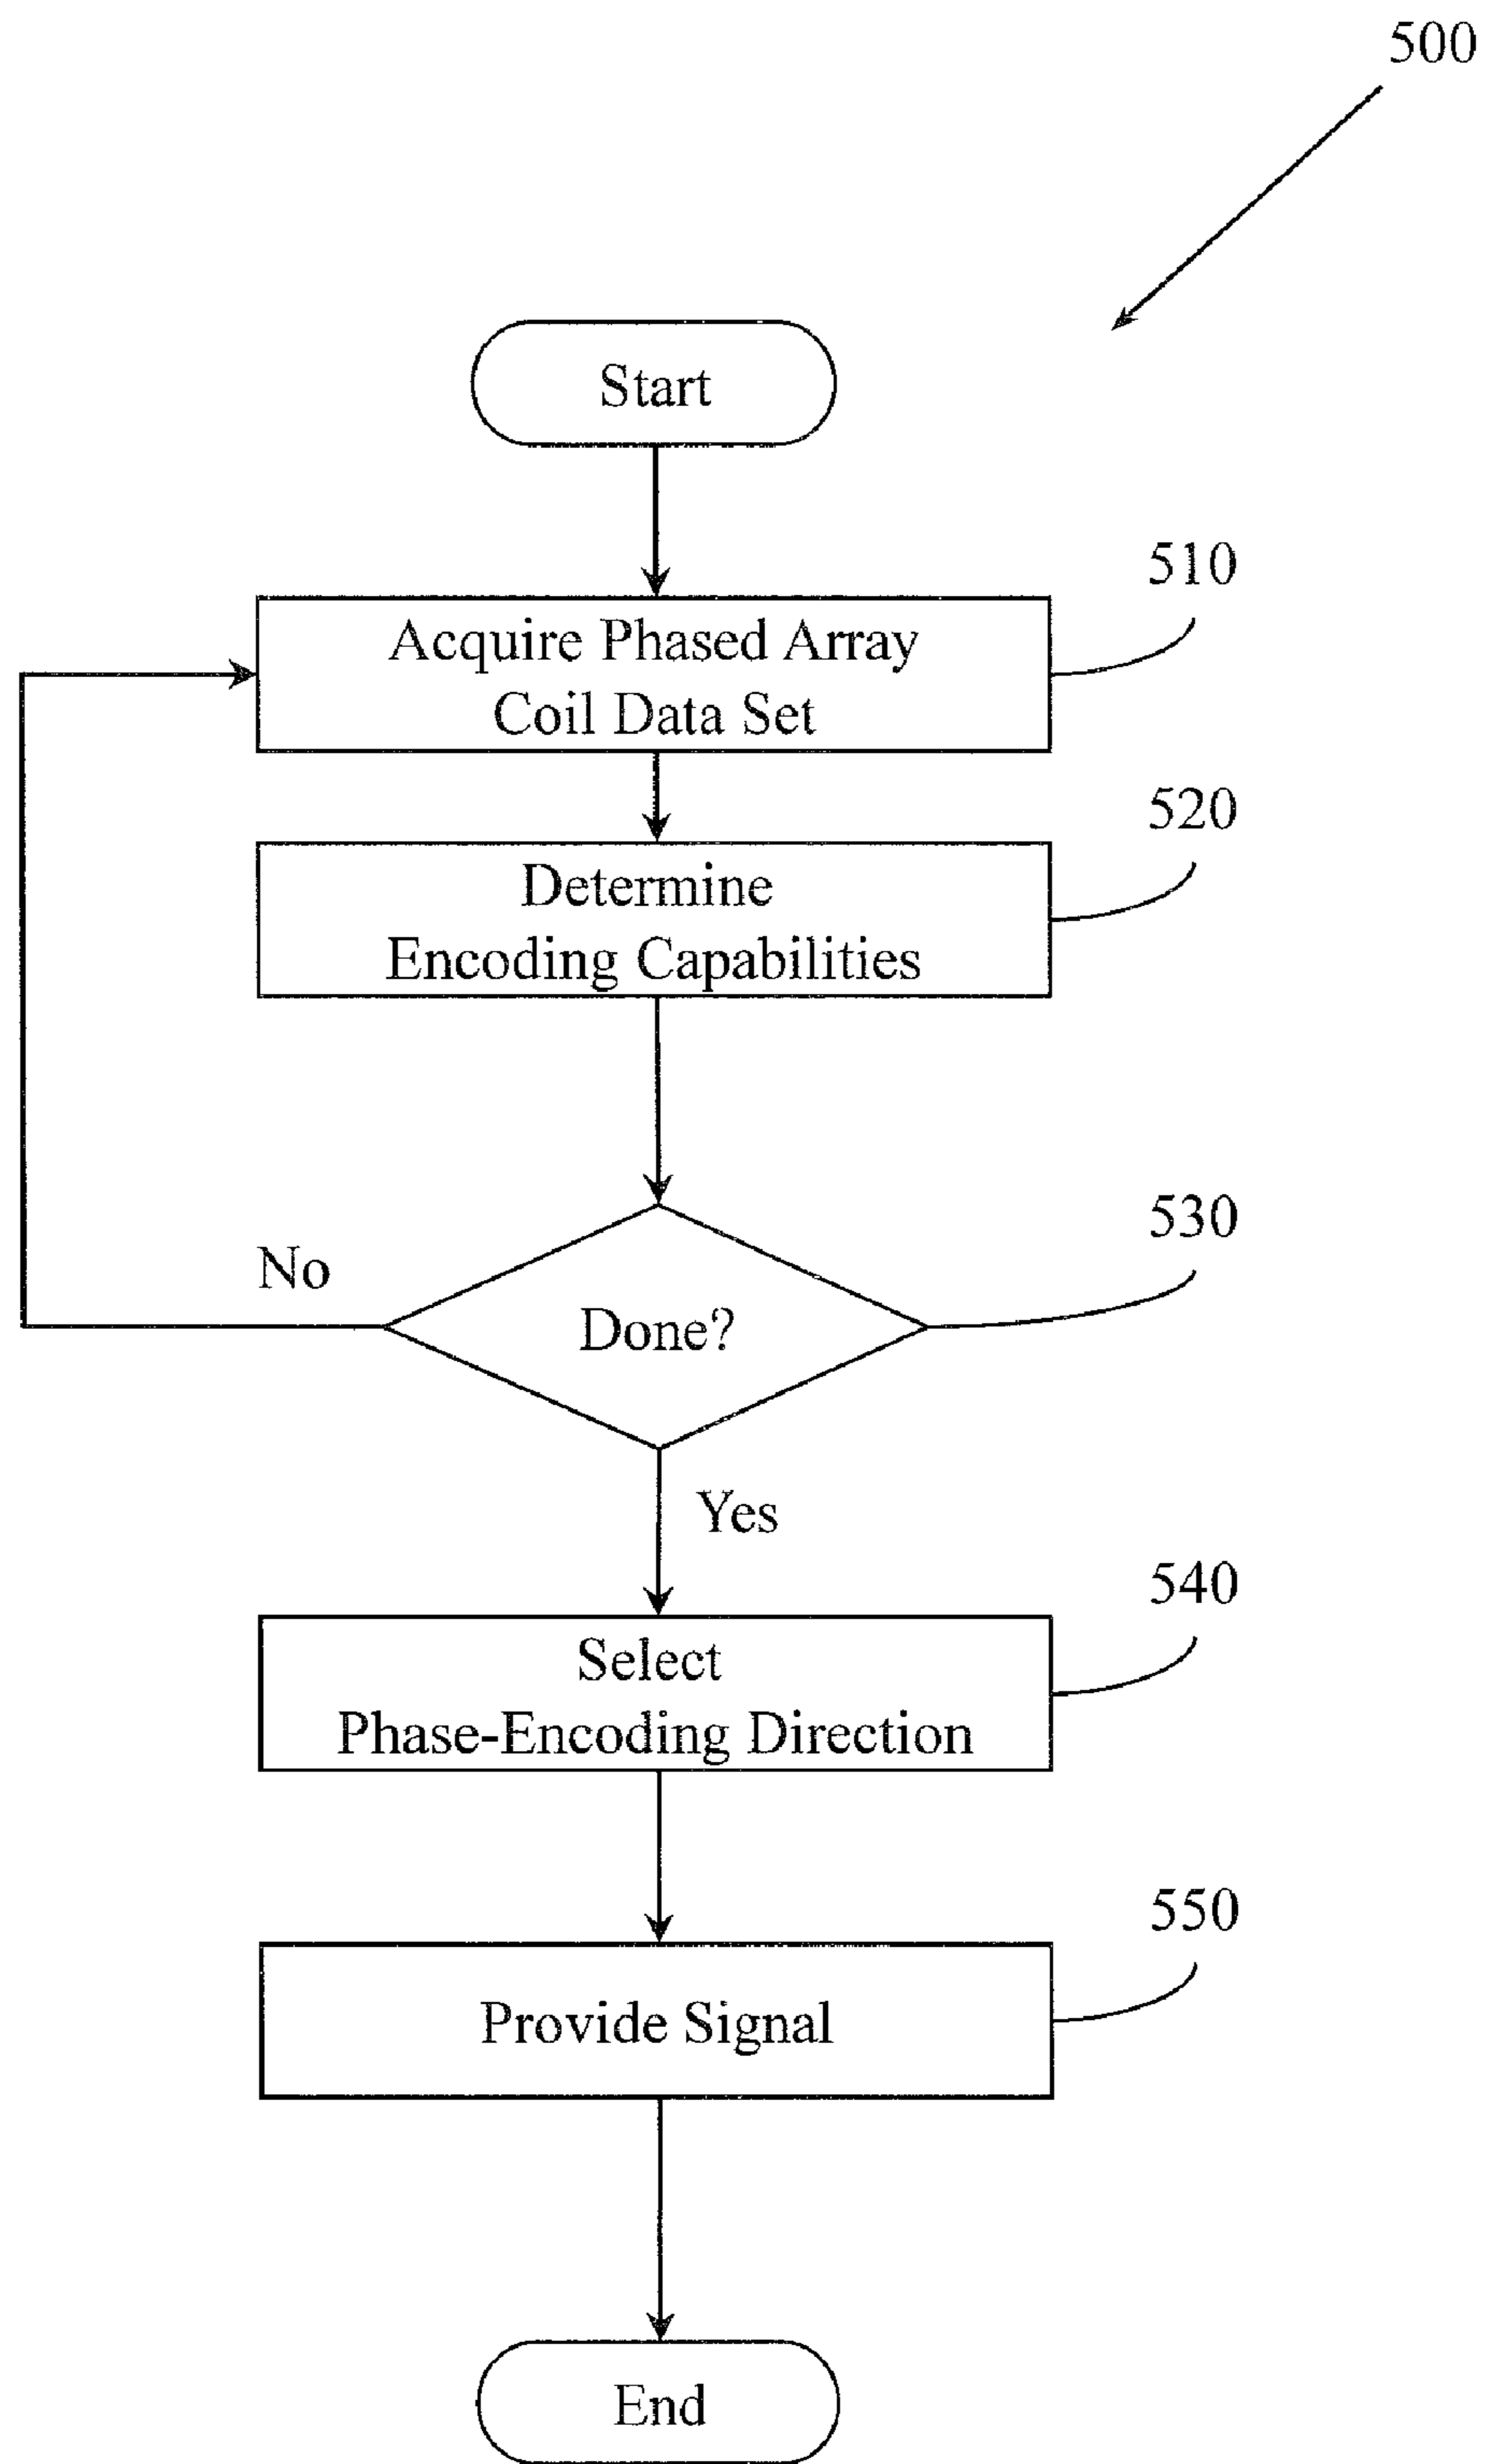 500
Start
510
Acquire Phased Array
Coil Data Set
520
Determine
Encoding Capabilities
530
No
Done?
Yes
540
Select
Phase-Encoding Direction
550
Provide Signal
End